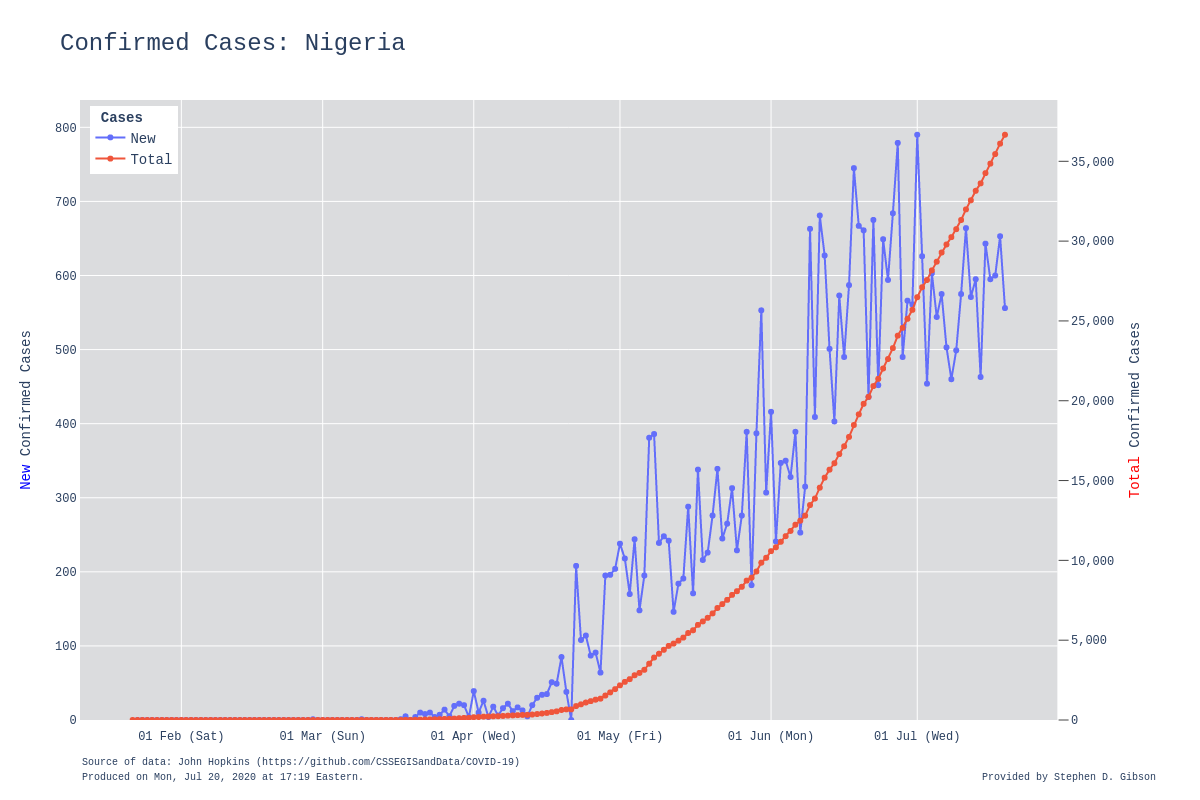 Confirmed Cases: Nigeria
Cases
New
Total
800
700
600
500
400
300
200
100
0
New Confirmed Cases
35,000
30,000
25,000
20,000
15,000
10,000
5,000
0
Total Confirmed Cases
01 Feb (Sat)
01 Mar (Sun)
01 Apr (Wed)
01 May (Fri)
01 Jun (Mon)
01 Jul (Wed)
Source of data: John Hopkins (https://github.com/CSSEGISandData/COVID-19)
Produced on Mon, Jul 20, 2020 at 17:19 Eastern.
Provided by Stephen D. Gibson